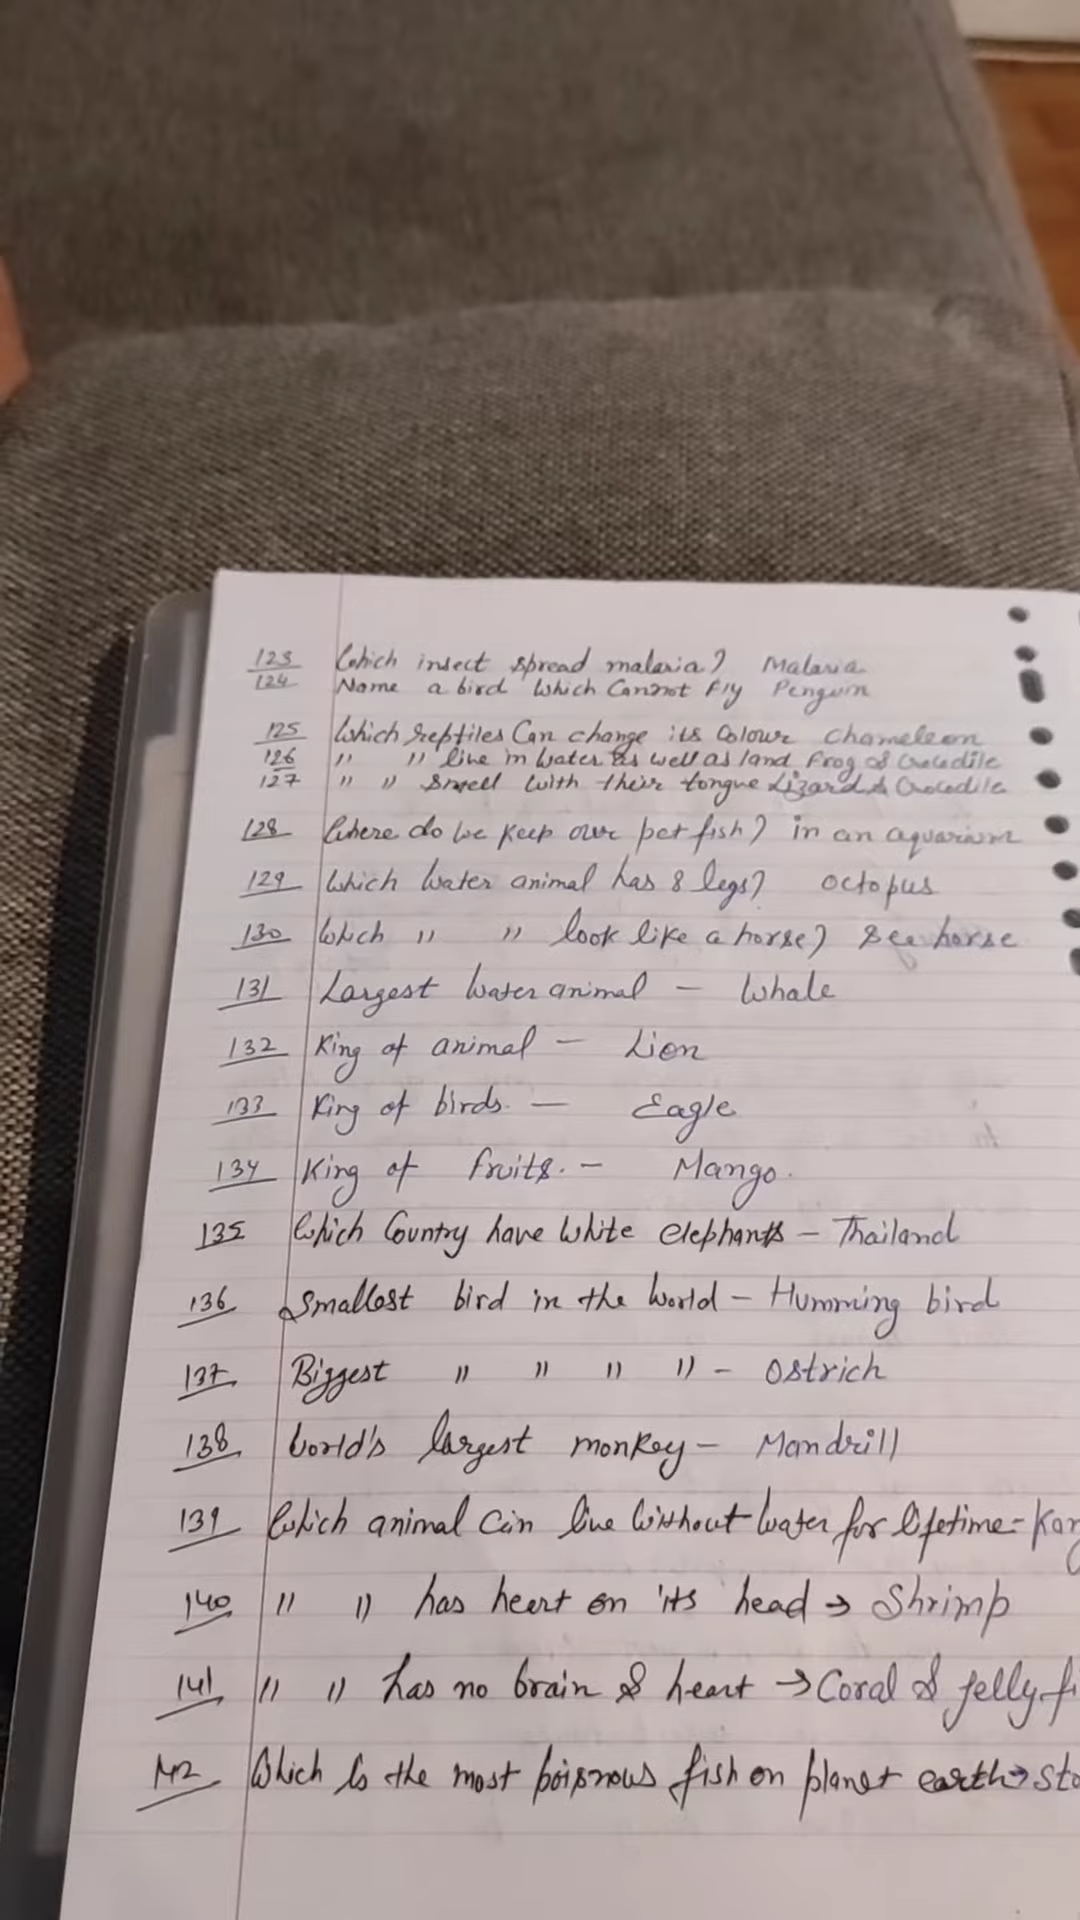 123 Which insect spread malaria? Malaria
124 Name a bird which Cannot Fly Penguin
125 Which reptiles Can change its Colour Chameleon
126 " " live in water as well as land Frog & Crocodile
127 " " Smell with their tongue Lizard & Crocodile
128 Where do we keep our pet fish? in an aquarium
129 Which water animal has 8 legs? octopus
130 Which " " look like a horse? See horse
131 Largest water animal - Whale
132 King of animal - Lion
133 King of birds. - Eagle
134 King of fruits. - Mango.
135 Which Country have White elephants - Thailand
136 Smallest bird in the world - Humming bird
137 Biggest " " " " - Ostrich
138 World's largest monkey - Mandrill
139 Which animal can live without water for lifetime =
140 " " has heart on its head → Shrimp
141 " " has no brain & heart → Coral & Jelly
142 Which is the most poisnous fish on planet earth →